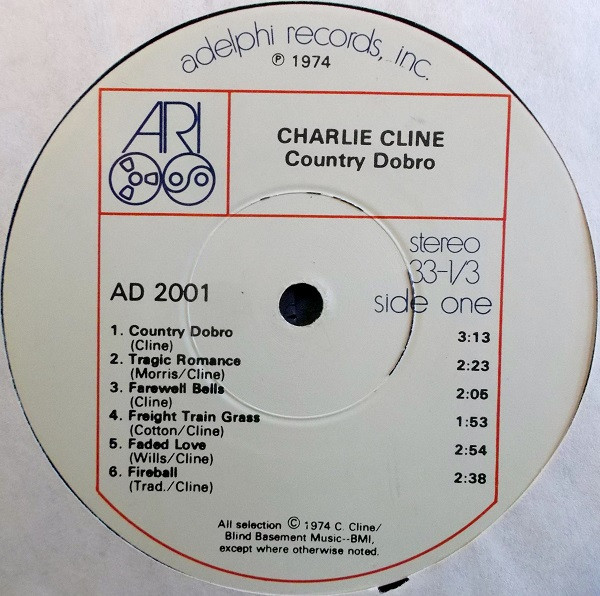 adelphi records, inc.
℗ 1974
ARI
CHARLIE CLINE
Country Dobro
stereo
33-1/3
side one
AD 2001
1. Country Dobro 3:13
(Cline)
2. Tragic Romance 2:23
(Morris/Cline)
3. Farewell Bells 2:05
(Cline)
4. Freight Train Grass 1:53
(Cotton/Cline)
5. Faded Love 2:54
(Wills/Cline)
6. Fireball 2:38
(Trad./Cline)
All selection © 1974 C. Cline/
Blind Basement Music--BMI,
except where otherwise noted.